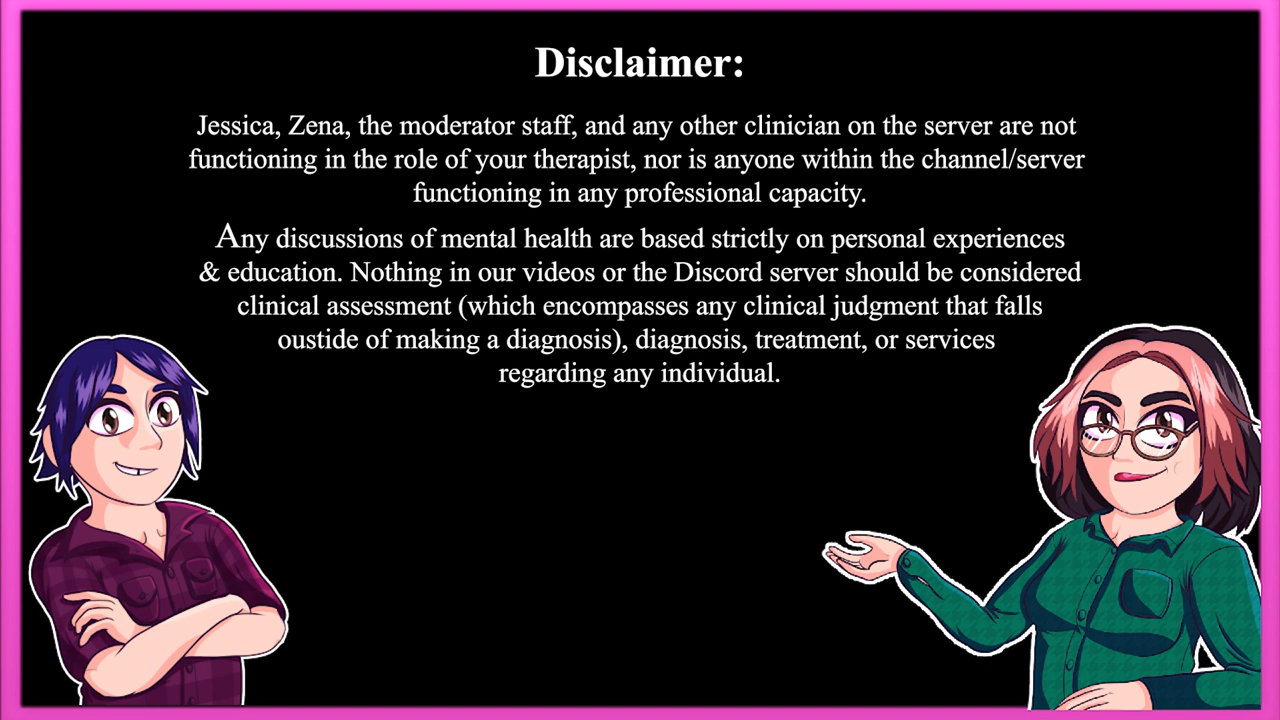 Disclaimer:
Jessica, Zena, the moderator staff, and any other clinician on the server are not
functioning in the role of your therapist, nor is anyone within the channel/server
functioning in any professional capacity.
Any discussions of mental health are based strictly on personal experiences
& education. Nothing in our videos or the Discord server should be considered
clinical assessment (which encompasses any clinical judgment that falls
oustide of making a diagnosis), diagnosis, treatment, or services
regarding any individual.